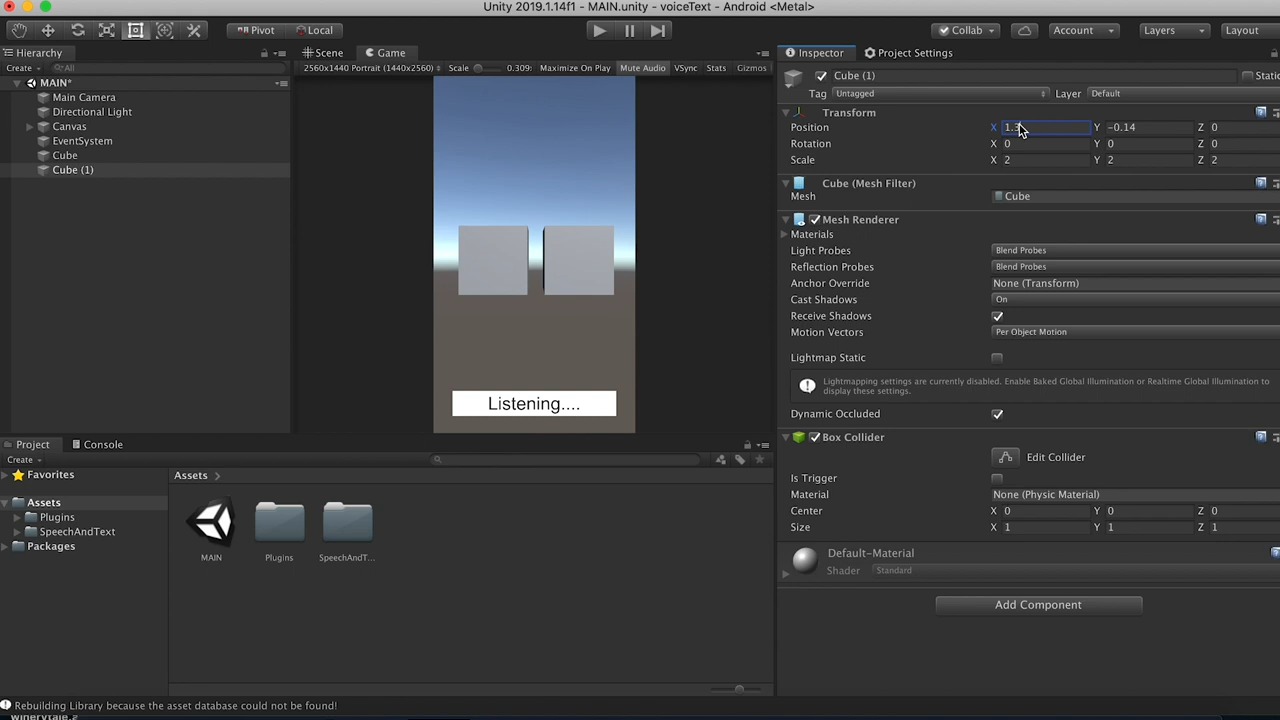 Unity 2019.1.14f1 - MAIN.unity - voiceText - Android <Metal>
Pivot Local Collab Account Layers Layout
Hierarchy
Create All
MAIN*
Main Camera
Directional Light
Canvas
EventSystem
Cube
Cube (1)
Scene Game
2560x1440 Portrait (1440x2560) Scale 0.309: Maximize On Play Mute Audio VSync Stats Gizmos
Listening....
Inspector Project Settings
Cube (1) Static
Tag Untagged Layer Default
Transform
Position X 1.3 Y -0.14 Z 0
Rotation X 0 Y 0 Z 0
Scale X 2 Y 2 Z 2
Cube (Mesh Filter)
Mesh Cube
Mesh Renderer
Materials
Light Probes Blend Probes
Reflection Probes Blend Probes
Anchor Override None (Transform)
Cast Shadows On
Receive Shadows
Motion Vectors Per Object Motion
Lightmap Static
Lightmapping settings are currently disabled. Enable Baked Global Illumination or Realtime Global Illumination to
display these settings.
Dynamic Occluded
Box Collider
Edit Collider
Is Trigger
Material None (Physic Material)
Center X 0 Y 0 Z 0
Size X 1 Y 1 Z 1
Default-Material
Shader Standard
Add Component
Project Console
Create
Favorites
Assets
Plugins
SpeechAndText
Packages
Assets
MAIN Plugins SpeechAndT...
Rebuilding Library because the asset database could not be found!